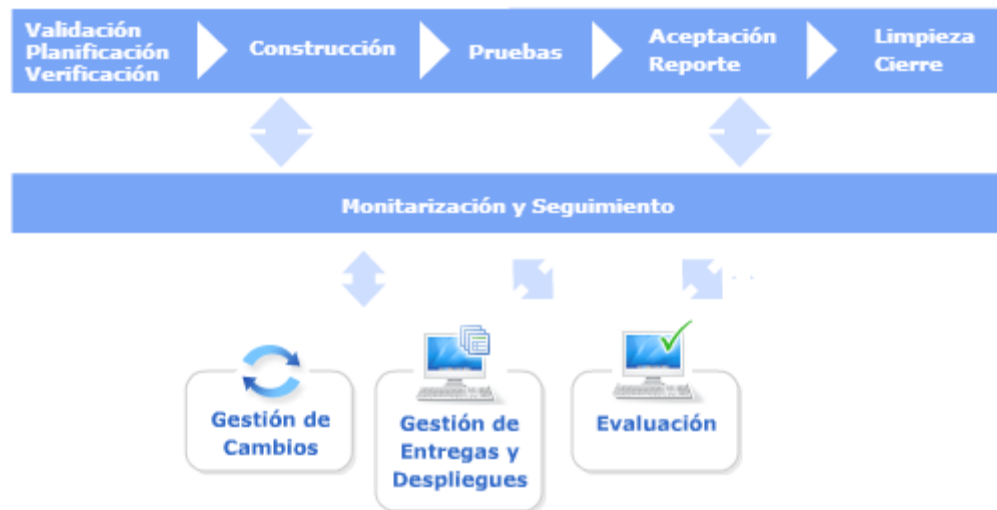 Validación
Planificación
Verificación
Construcción
Pruebas
Aceptación
Reporte
Limpieza
Cierre
Monitarización y Seguimiento
Gestión de
Cambios
Gestión de
Entregas y
Despliegues
Evaluación